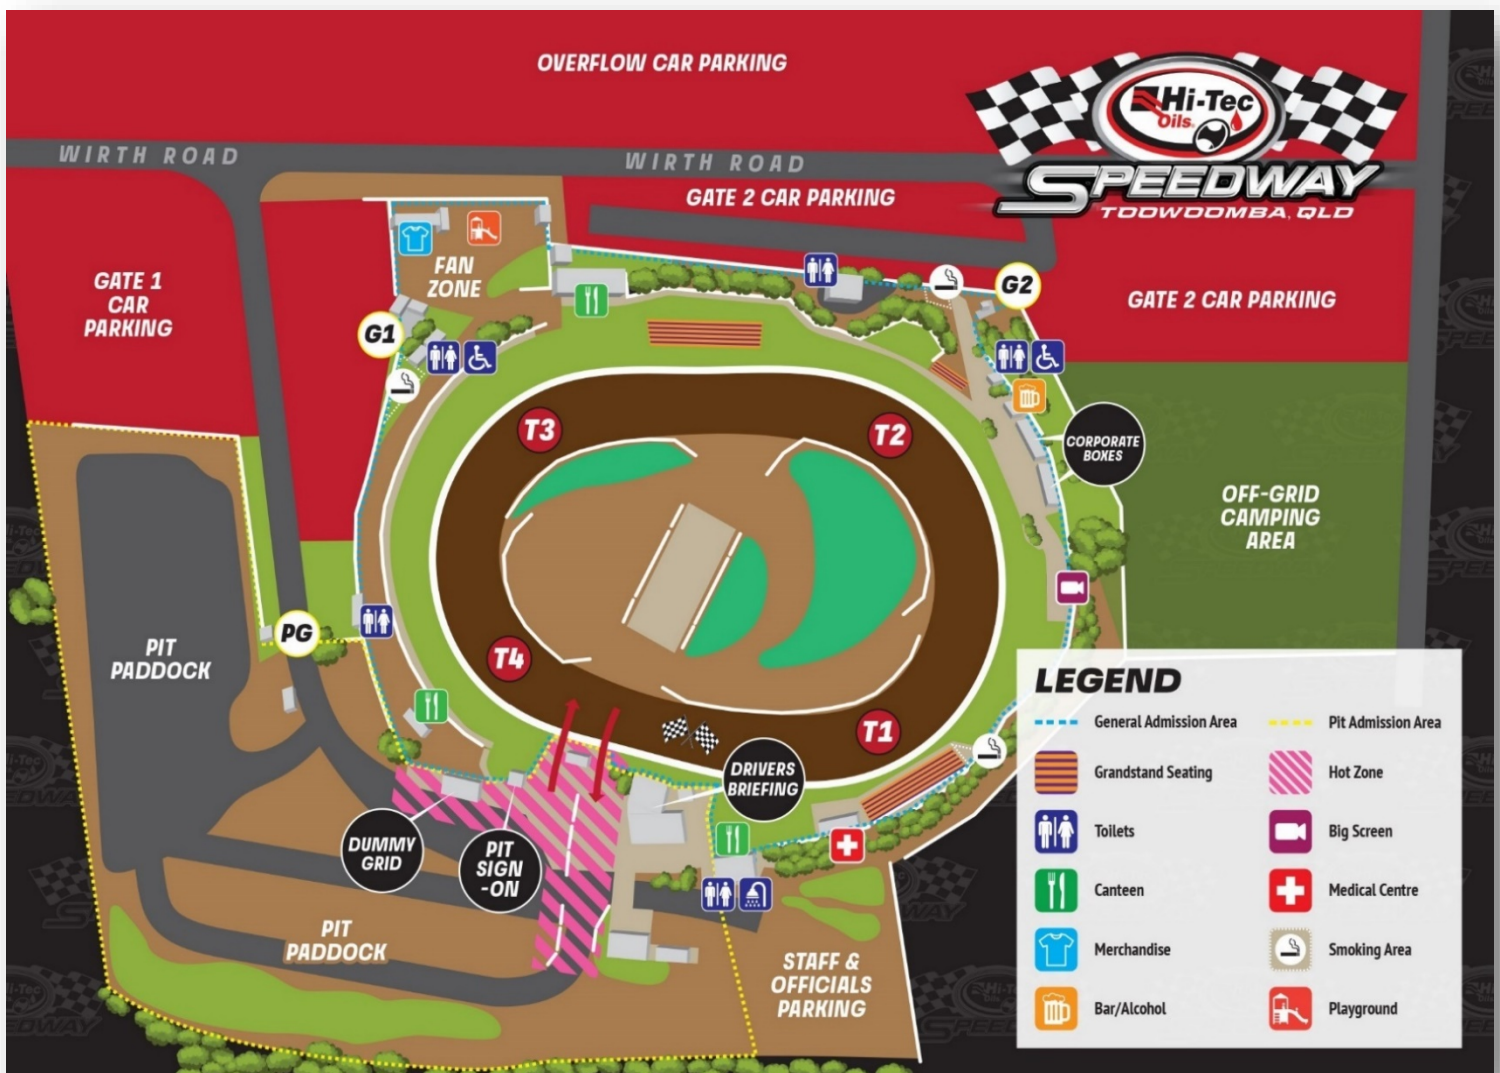 OVERFLOW CAR PARKING
Hi-Tec
Oils
SPEEDWAY
TOOWOOMBA, QLD
WIRTH ROAD
WIRTH ROAD
GATE 2 CAR PARKING
GATE 1
CAR
PARKING
FAN
ZONE
G1
G2
GATE 2 CAR PARKING
T3
T2
CORPORATE
BOXES
OFF-GRID
CAMPING
AREA
PG
PIT
PADDOCK
T4
T1
DRIVERS
BRIEFING
DUMMY
GRID
PIT
SIGN
-ON
PIT
PADDOCK
STAFF &
OFFICIALS
PARKING
LEGEND
General Admission Area
Pit Admission Area
Grandstand Seating
Hot Zone
Toilets
Big Screen
Canteen
Medical Centre
Merchandise
Smoking Area
Bar/Alcohol
Playground